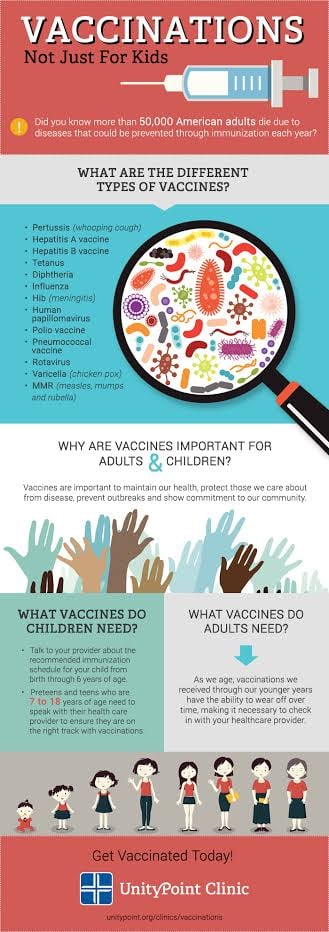 VACCINATIONS
Not Just For Kids
Did you know more than 50,000 American adults die due to
diseases that could be prevented through immunization each year?
WHAT ARE THE DIFFERENT
TYPES OF VACCINES?
• Pertussis (whooping cough)
• Hepatitis A vaccine
• Hepatitis B vaccine
• Tetanus
• Diphtheria
• Influenza
• Hib (meningitis)
• Human
papillomavirus
• Polio vaccine
• Pneumococcal
vaccine
• Rotavirus
• Varicella (chicken pox)
• MMR (measles, mumps
and rubella)
WHY ARE VACCINES IMPORTANT FOR
ADULTS & CHILDREN?
Vaccines are important to maintain our health, protect those we care about
from disease, prevent outbreaks and show commitment to our community.
WHAT VACCINES DO
CHILDREN NEED?
• Talk to your provider about the
recommended immunization
schedule for your child from
birth through 6 years of age.
• Preteens and teens who are
7 to 18 years of age need to
speak with their health care
provider to ensure they are on
the right track with vaccinations.
WHAT VACCINES DO
ADULTS NEED?
As we age, vaccinations we
received through our younger years
have the ability to wear off over
time, making it necessary to check
in with your healthcare provider.
Get Vaccinated Today!
UnityPoint Clinic
unitypoint.org/clinics/vaccinations